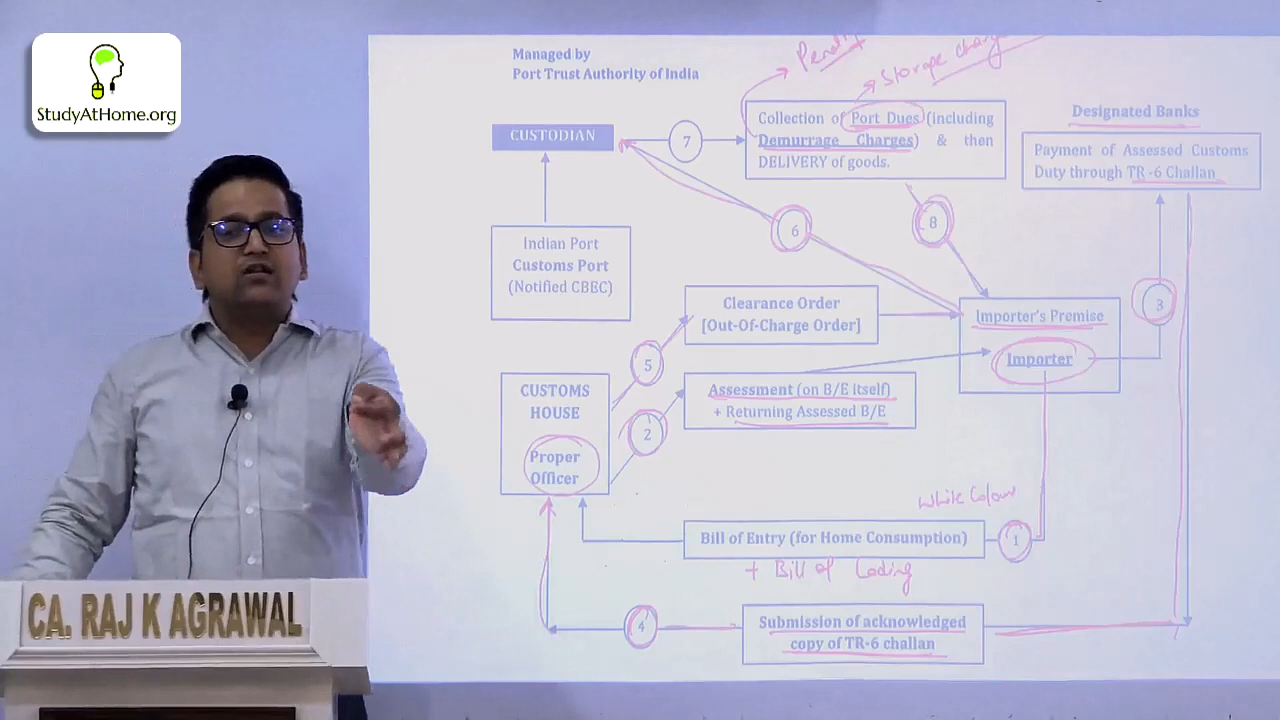 StudyAtHome.org
Managed by
Port Trust Authority of India
CUSTODIAN
Indian Port
Customs Port
(Notified CBEC)
CUSTOMS
HOUSE
Proper
Officer
7
Storage
Collection of Port Dues (including
Demurrage Charges) & then
DELIVERY of goods.
Designated Banks
Payment of Assessed Customs
Duty through TR-6 Challan
6
8
3
Clearance Order
[Out-Of-Charge Order]
Importer's Premise
Importer
5
Assessment (on B/E itself)
+ Returning Assessed B/E
2
White Colour
Bill of Entry (for Home Consumption)
1
+ Bill of Lading
4
Submission of acknowledged
copy of TR-6 challan
CA. RAJ K AGRAWAL